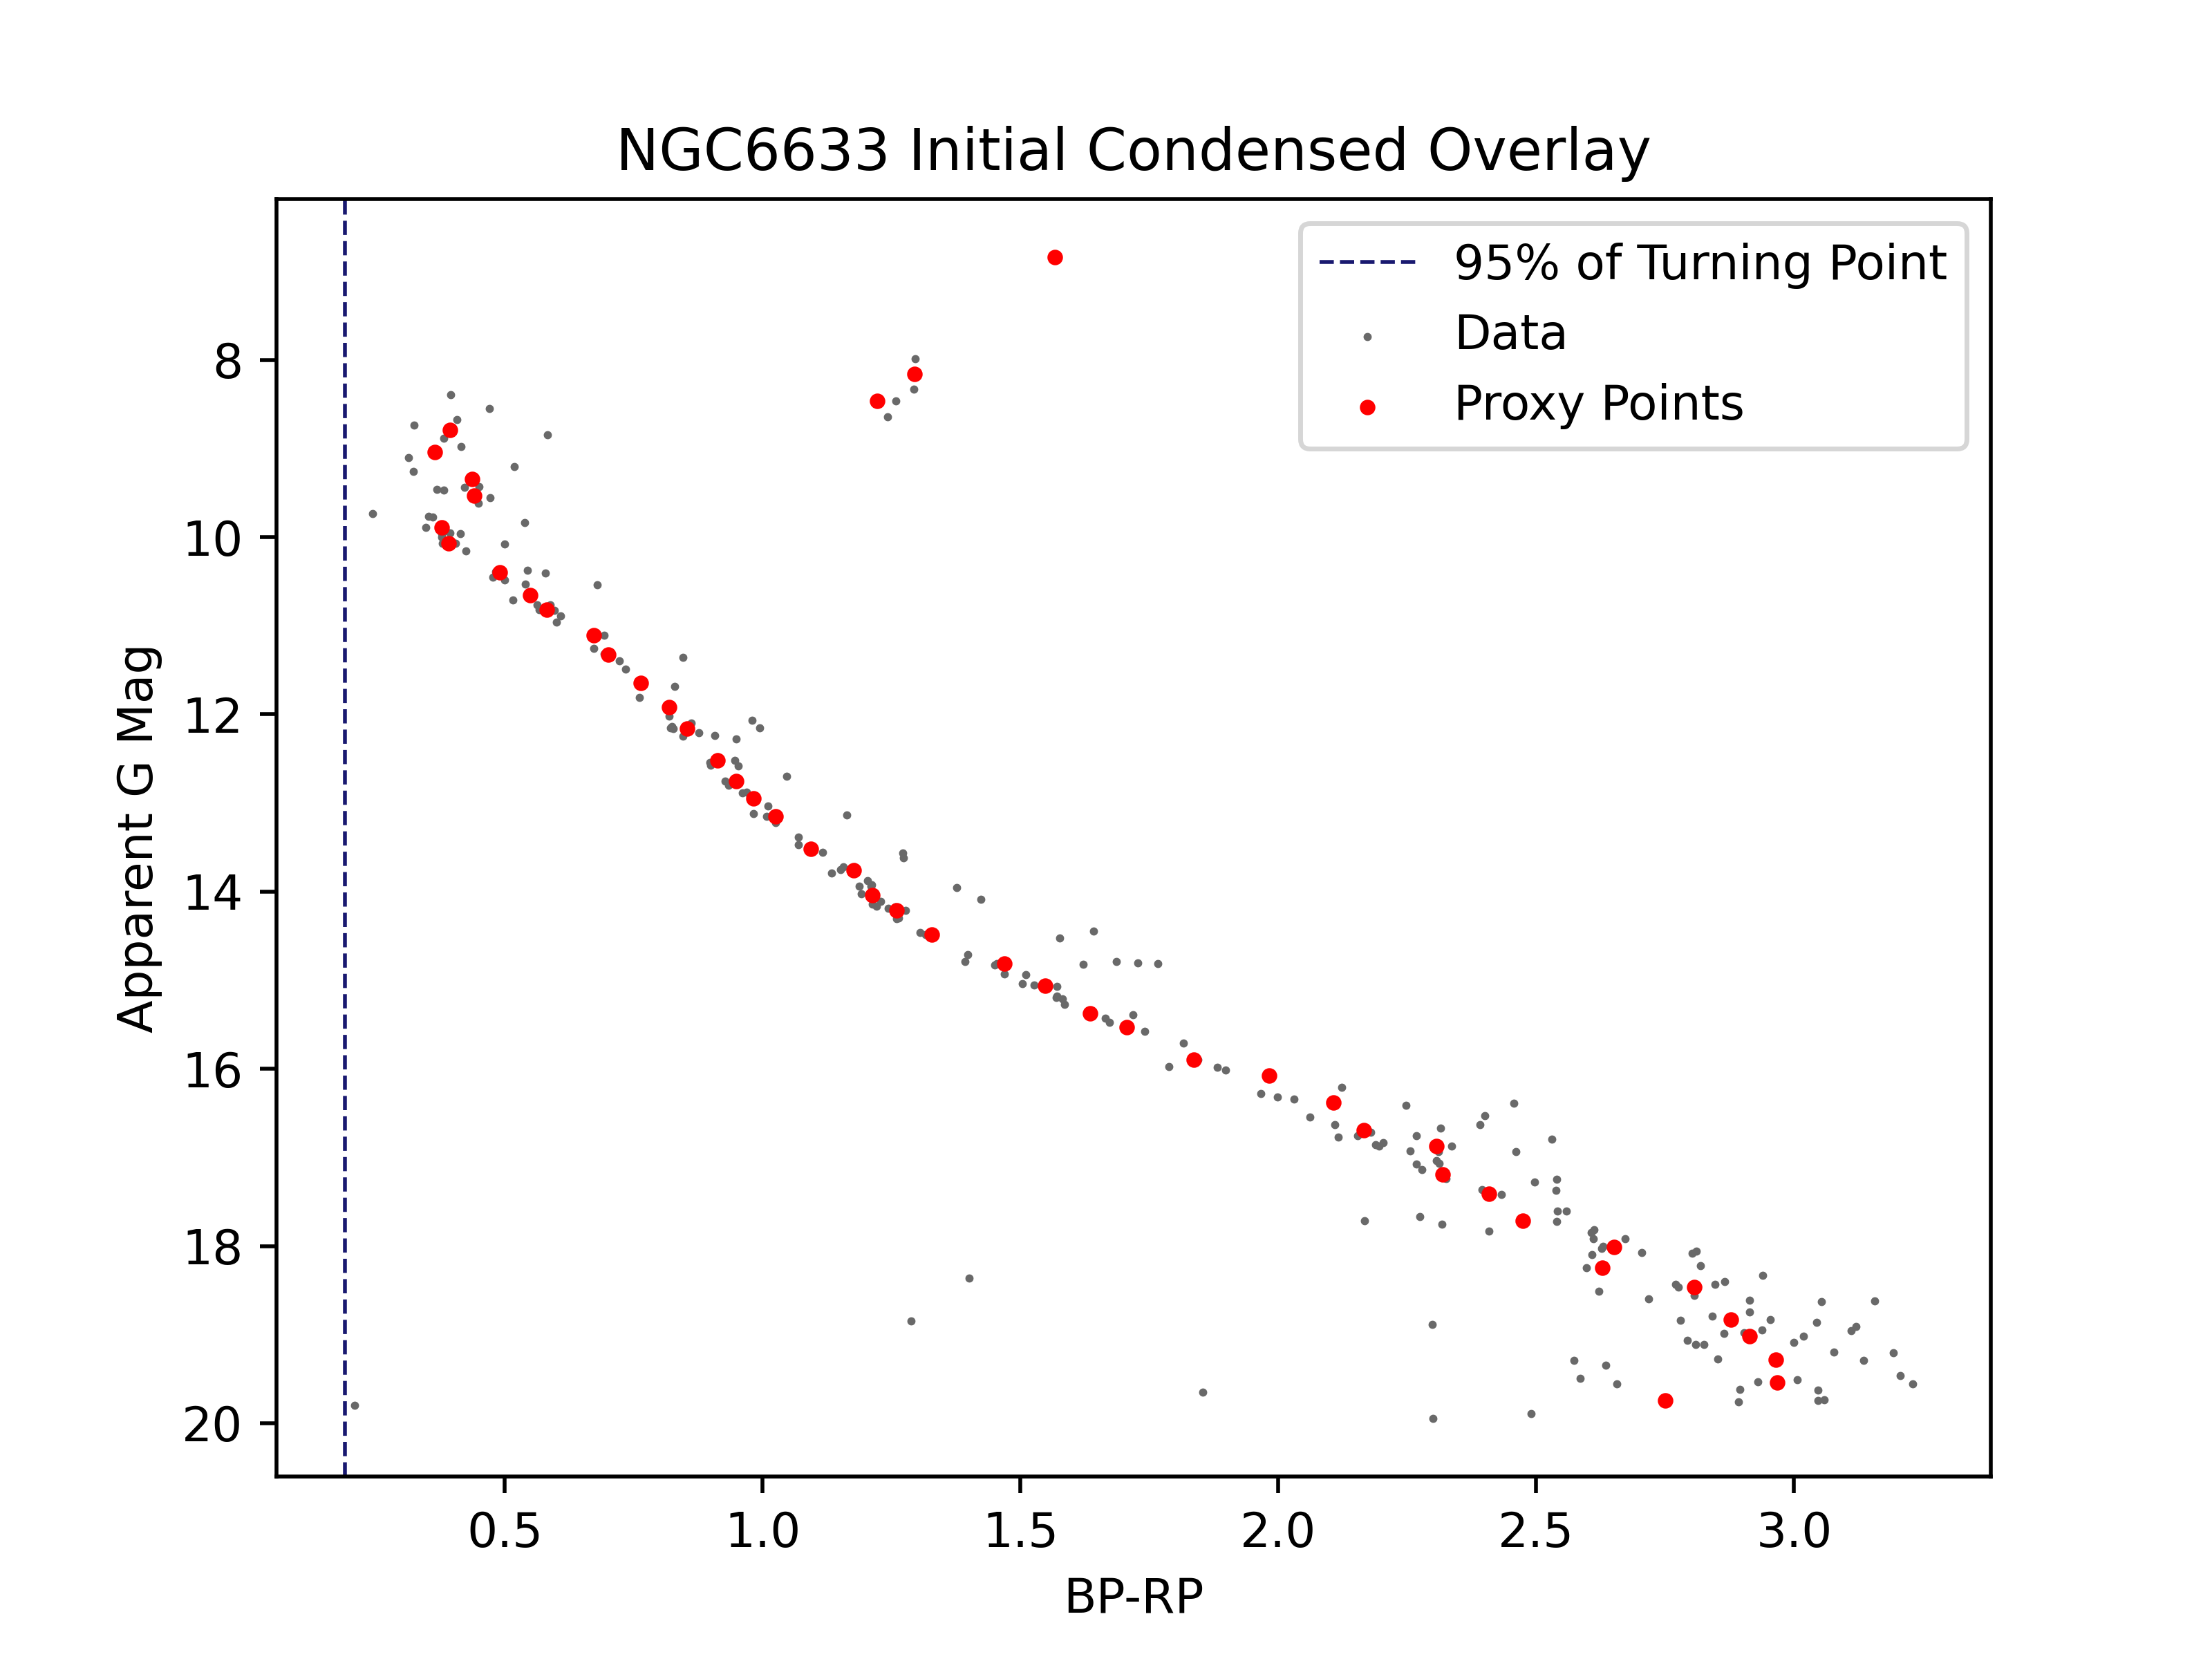 NGC6633 Initial Condensed Overlay
95% of Turning Point
Data
Proxy Points
Apparent G Mag
8
10
12
14
16
18
20
0.5 1.0 1.5 2.0 2.5 3.0
BP-RP